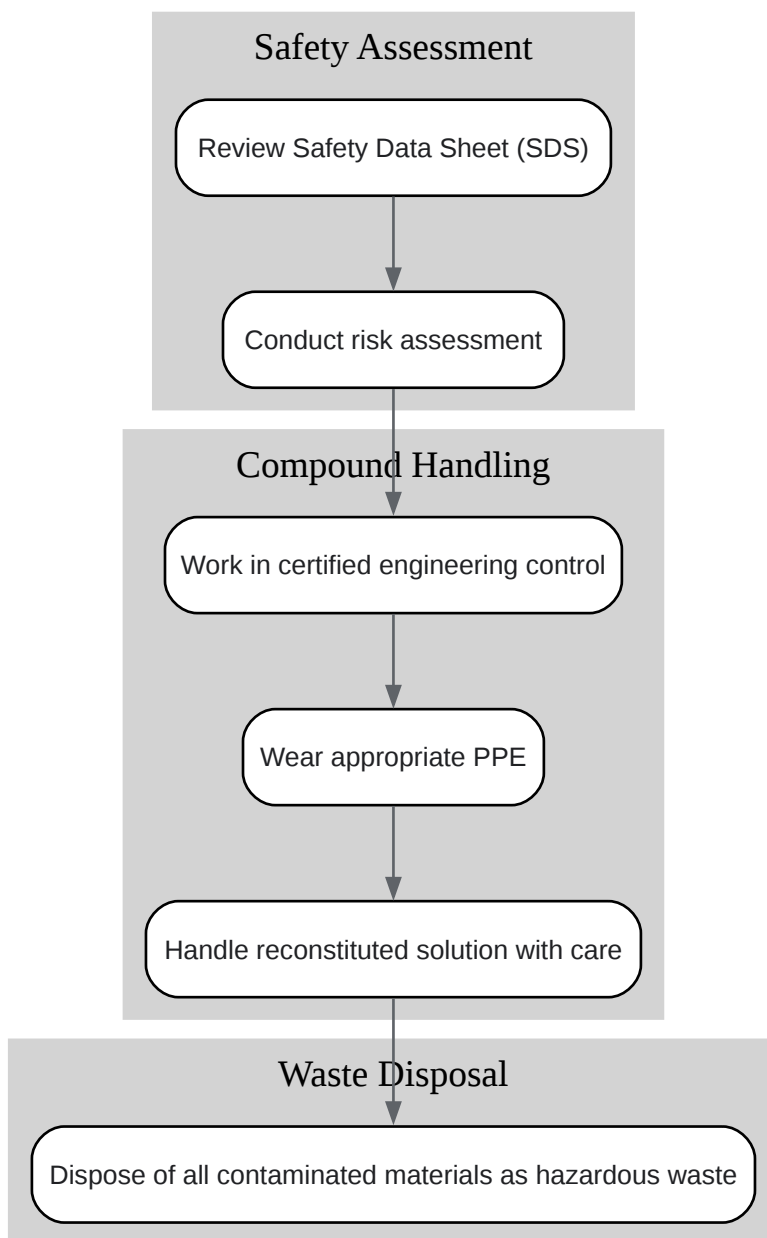 Safety Assessment
Review Safety Data Sheet (SDS)
Conduct risk assessment
Compound Handling
Work in certified engineering control
Wear appropriate PPE
Handle reconstituted solution with care
Waste Disposal
Dispose of all contaminated materials as hazardous waste